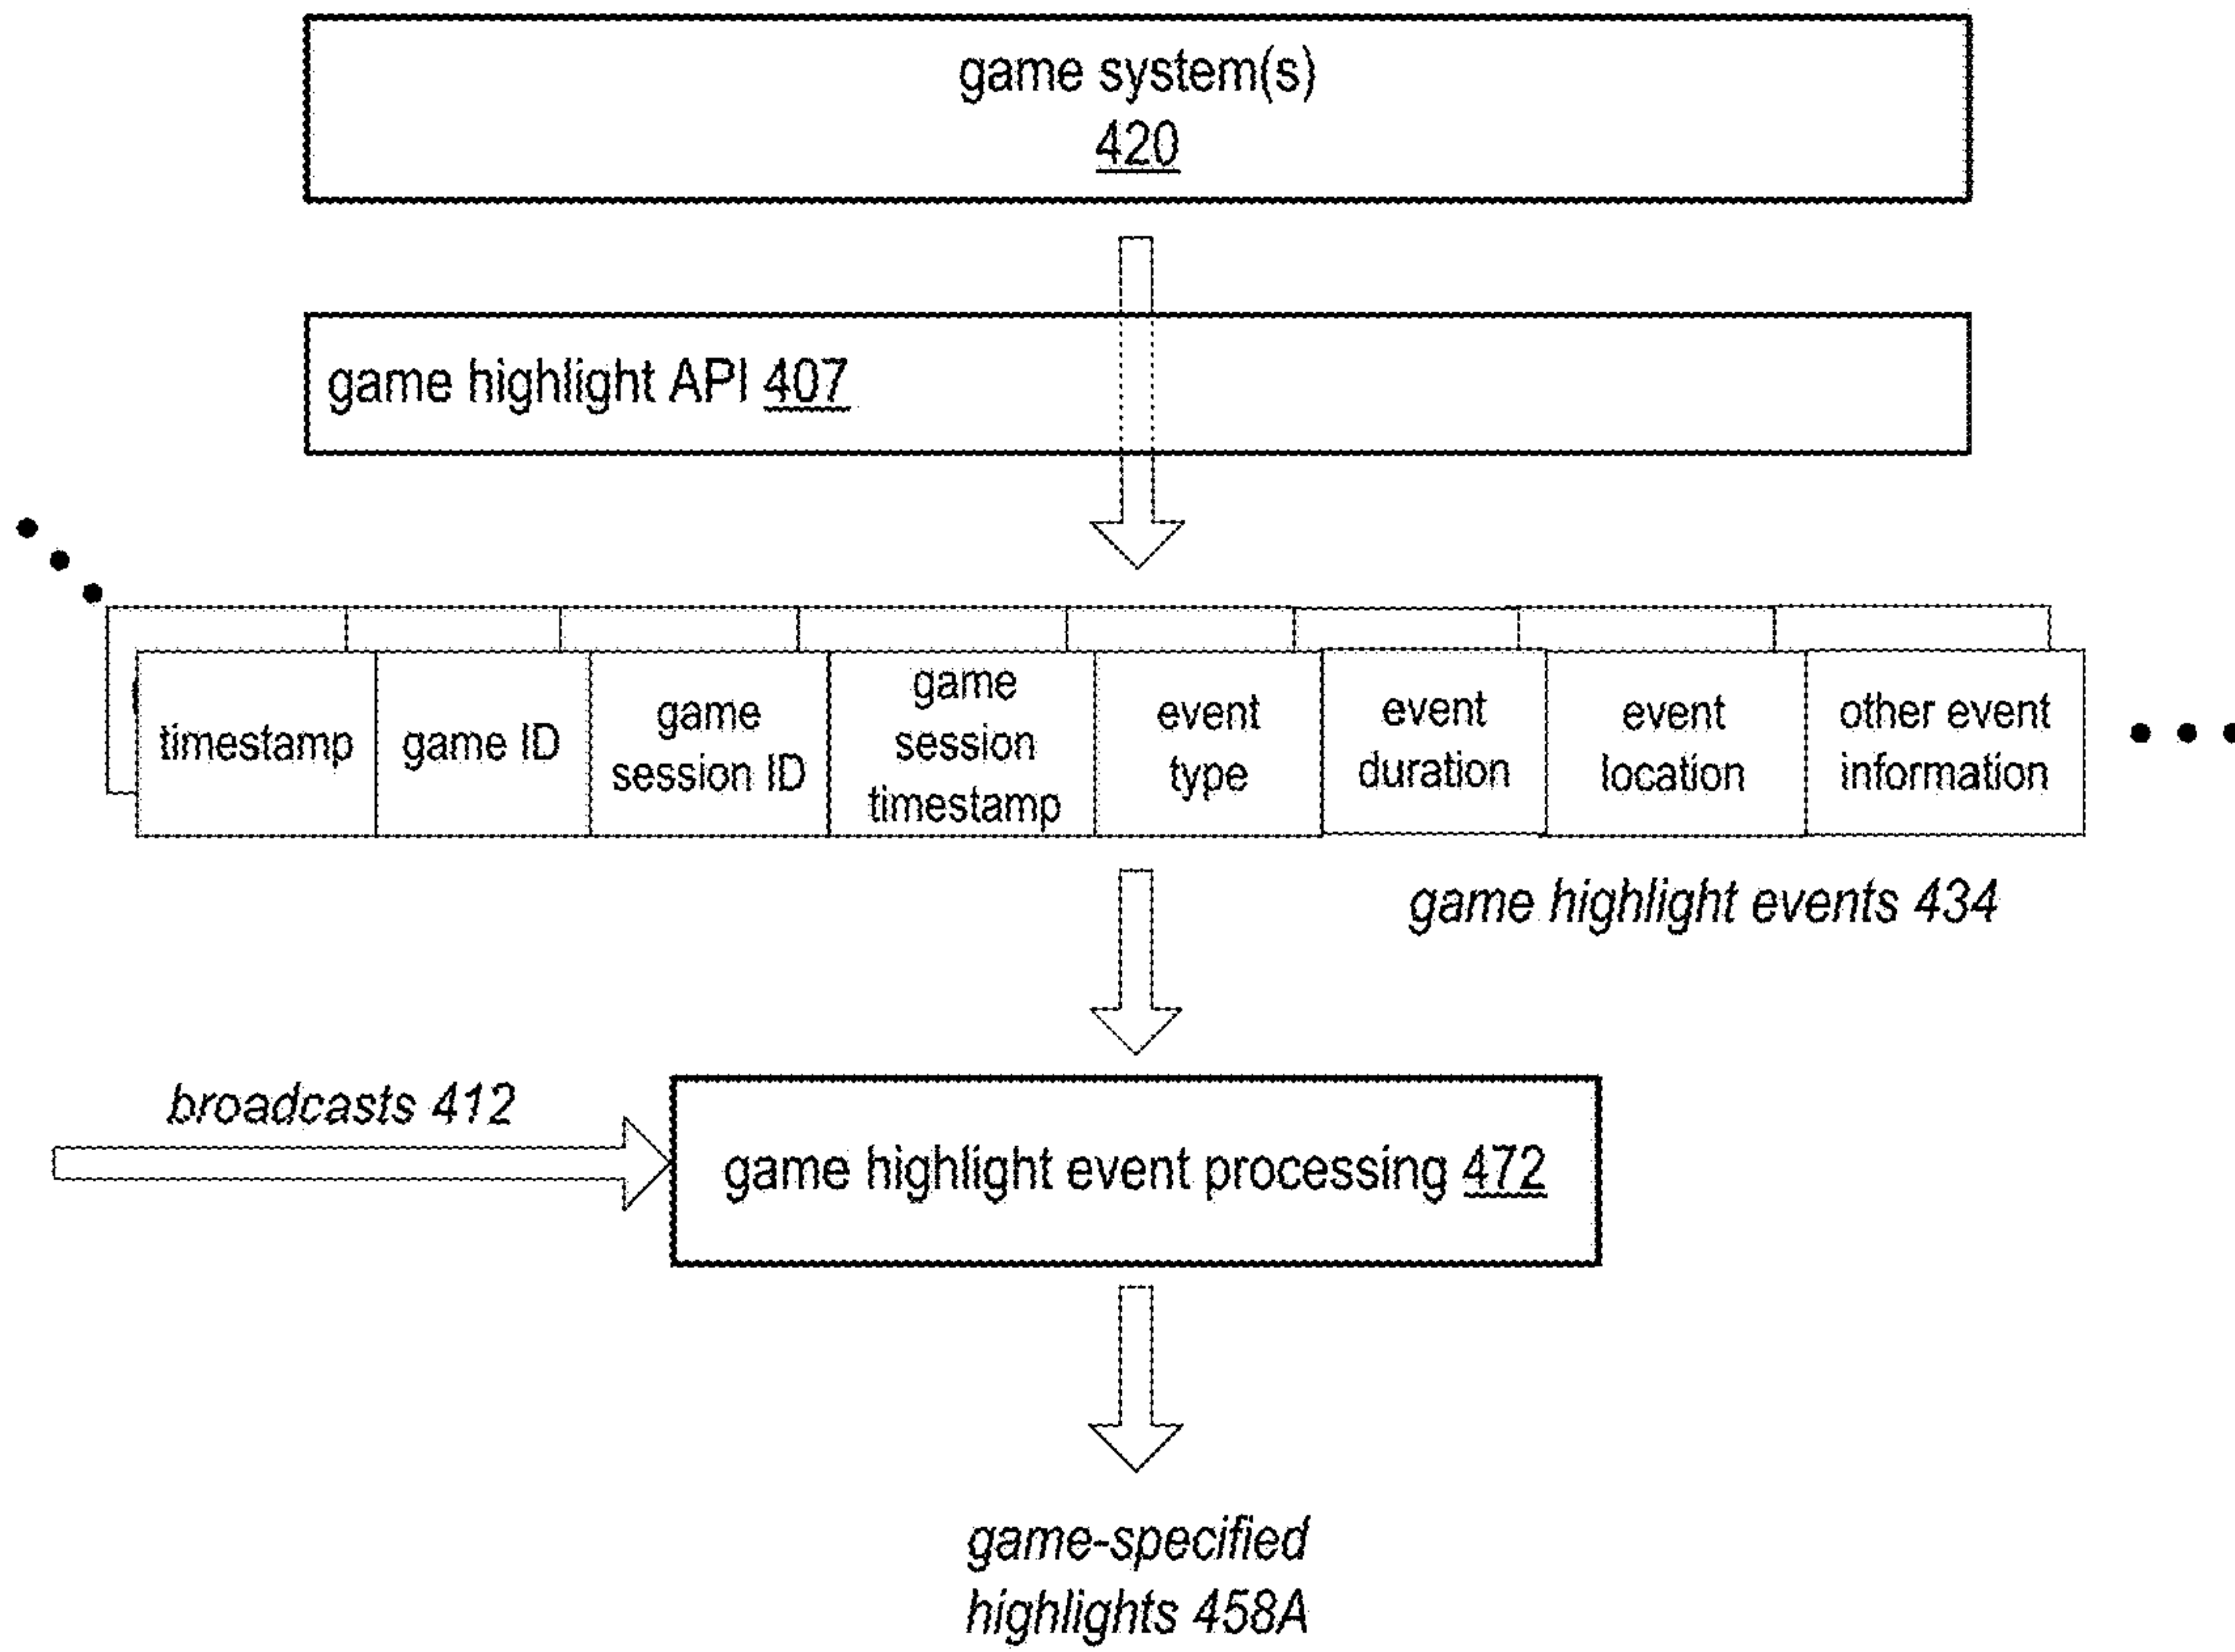 game system(s)
420
game highlight API 407
timestamp
game ID
game
session ID
game
session
timestamp
event
type
event
duration
event
location
other event
information
game highlight events 434
broadcasts 412
game highlight event processing 472
game-specified
highlights 458A